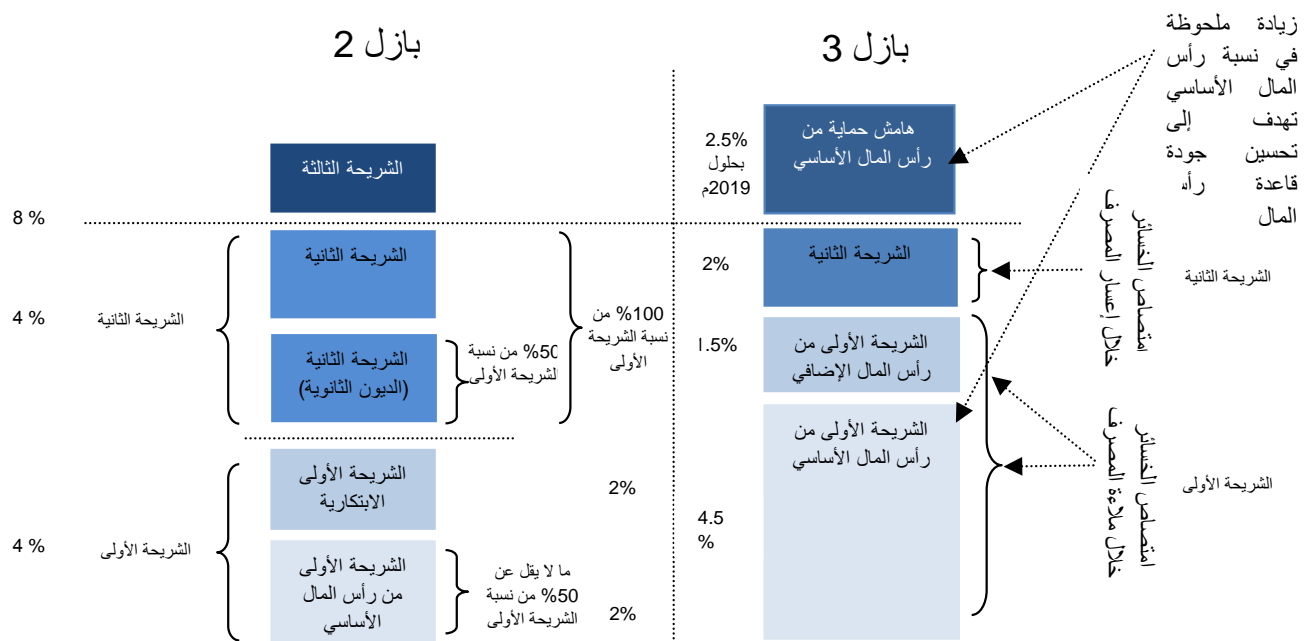 بازل 2
بازل 3
زيادة ملحوظة
في نسبة رأس
المال الأساسي
تهدف إلى
تحسين جودة
قاعدة رأس
المال
هامش حماية من
رأس المال الأساسي
2.5%
بحلول
2019م
الشريحة الثالثة
8 %
الشريحة الثانية
الشريحة الثانية
4 %
الشريحة الثانية
(الديون الثانوية)
50% من نسبة
الشريحة الأولى
100% من
نسبة الشريحة
الأولى
الشريحة الأولى
الابتكارية
2%
4 %
الشريحة الأولى
الشريحة الأولى
من رأس المال
الأساسي
ما لا يقل عن
50% من نسبة
الشريحة الأولى
2%
2%
الشريحة الثانية
امتصاص الخسائر
خلال إعسار المصرف
الشريحة الثانية
1.5%
الشريحة الأولى من
رأس المال الإضافي
الشريحة الأولى من
رأس المال الأساسي
4.5
%
امتصاص الخسائر
خلال ملاءة المصرف
الشريحة الأولى